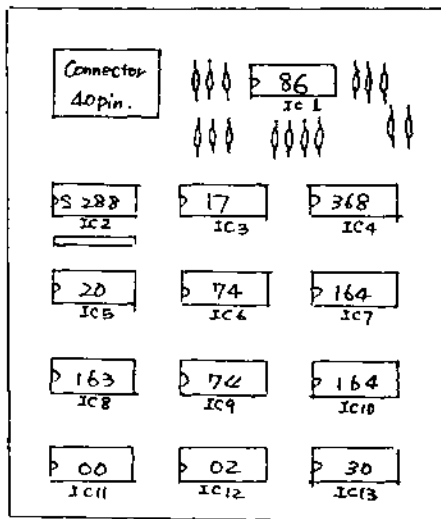 Connector
40pin.
86
IC1
S 288
17
368
IC2
IC3
IC4
20
74
164
IC5
IC6
IC7
163
74
164
IC8
IC9
IC10
00
02
30
IC11
IC12
IC13